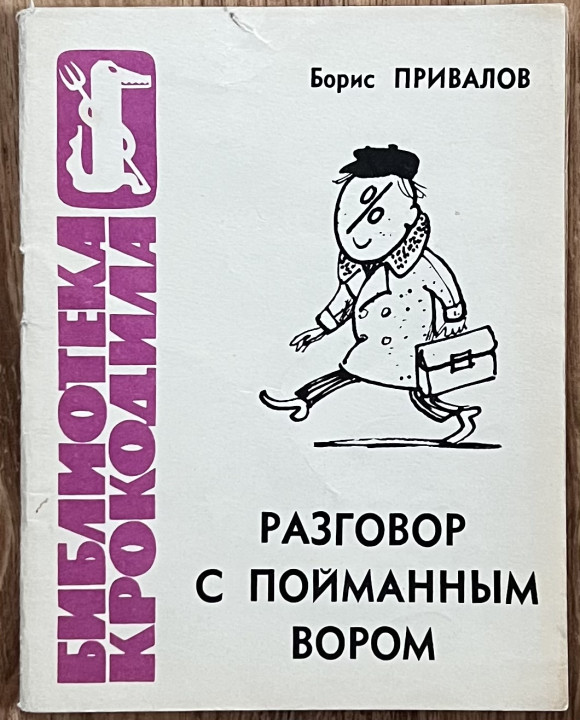 БИБЛИОТЕКА
КРОКОДИЛА
Борис ПРИВАЛОВ
%
РАЗГОВОР
С ПОЙМАННЫМ
ВОРОМ